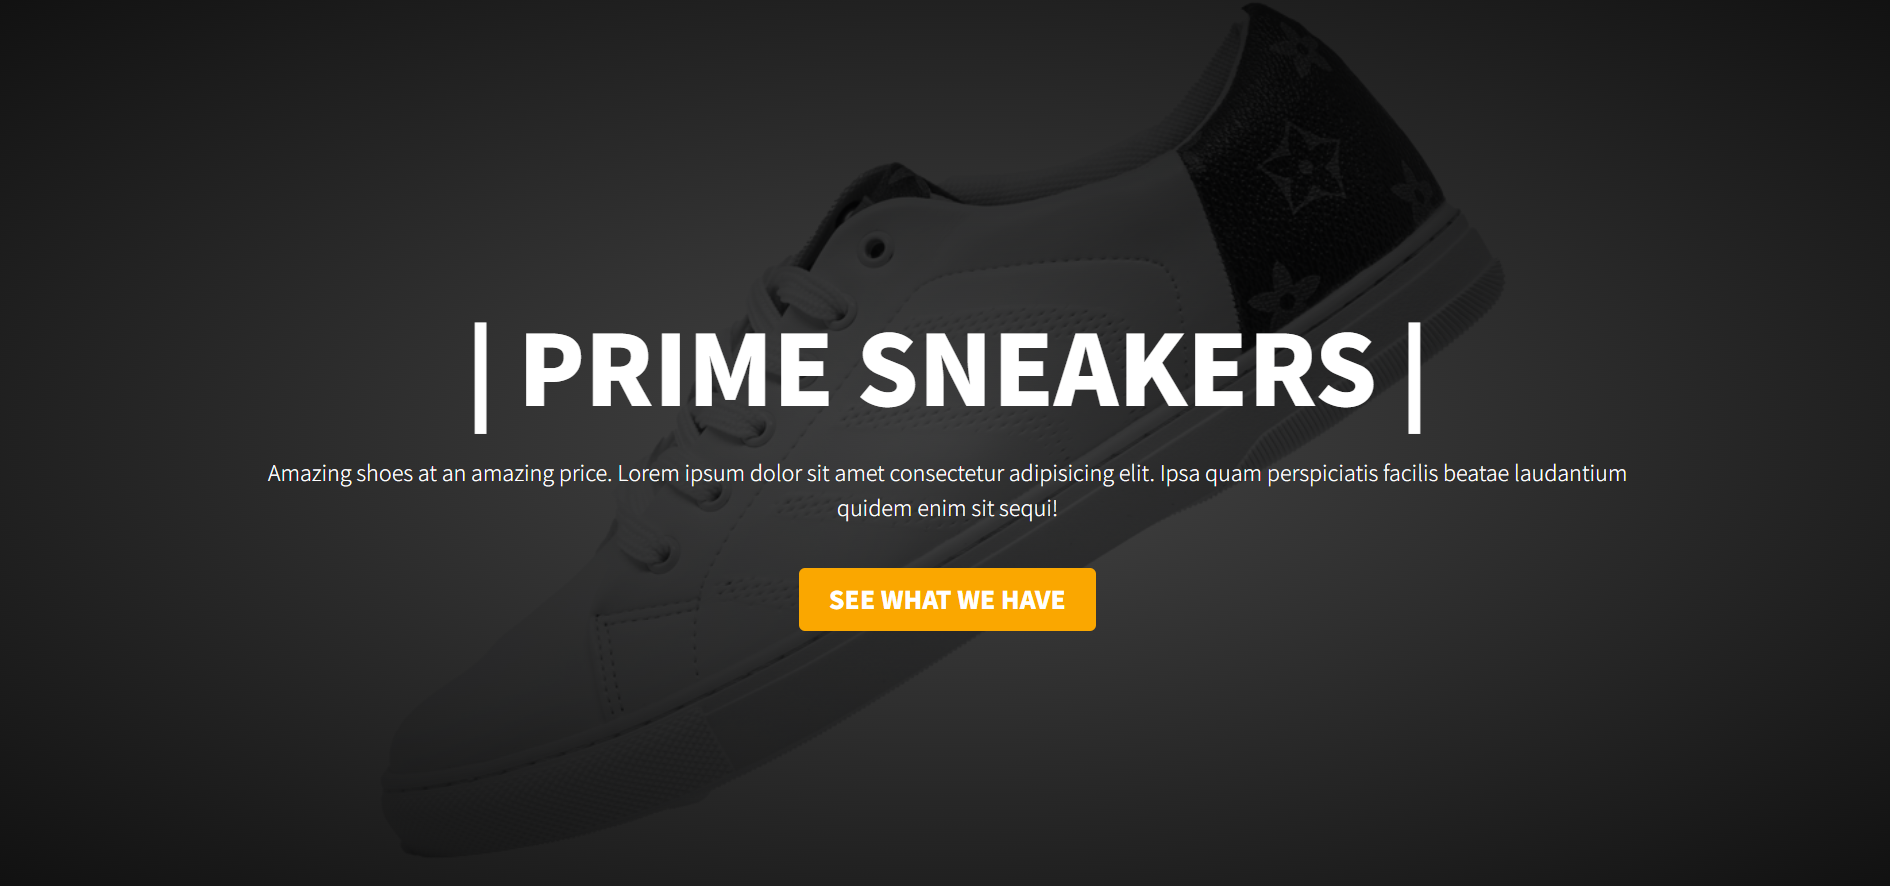 | PRIME SNEAKERS |
Amazing shoes at an amazing price. Lorem ipsum dolor sit amet consectetur adipisicing elit. Ipsa quam perspiciatis facilis beatae laudantium
quidem enim sit sequi!
SEE WHAT WE HAVE